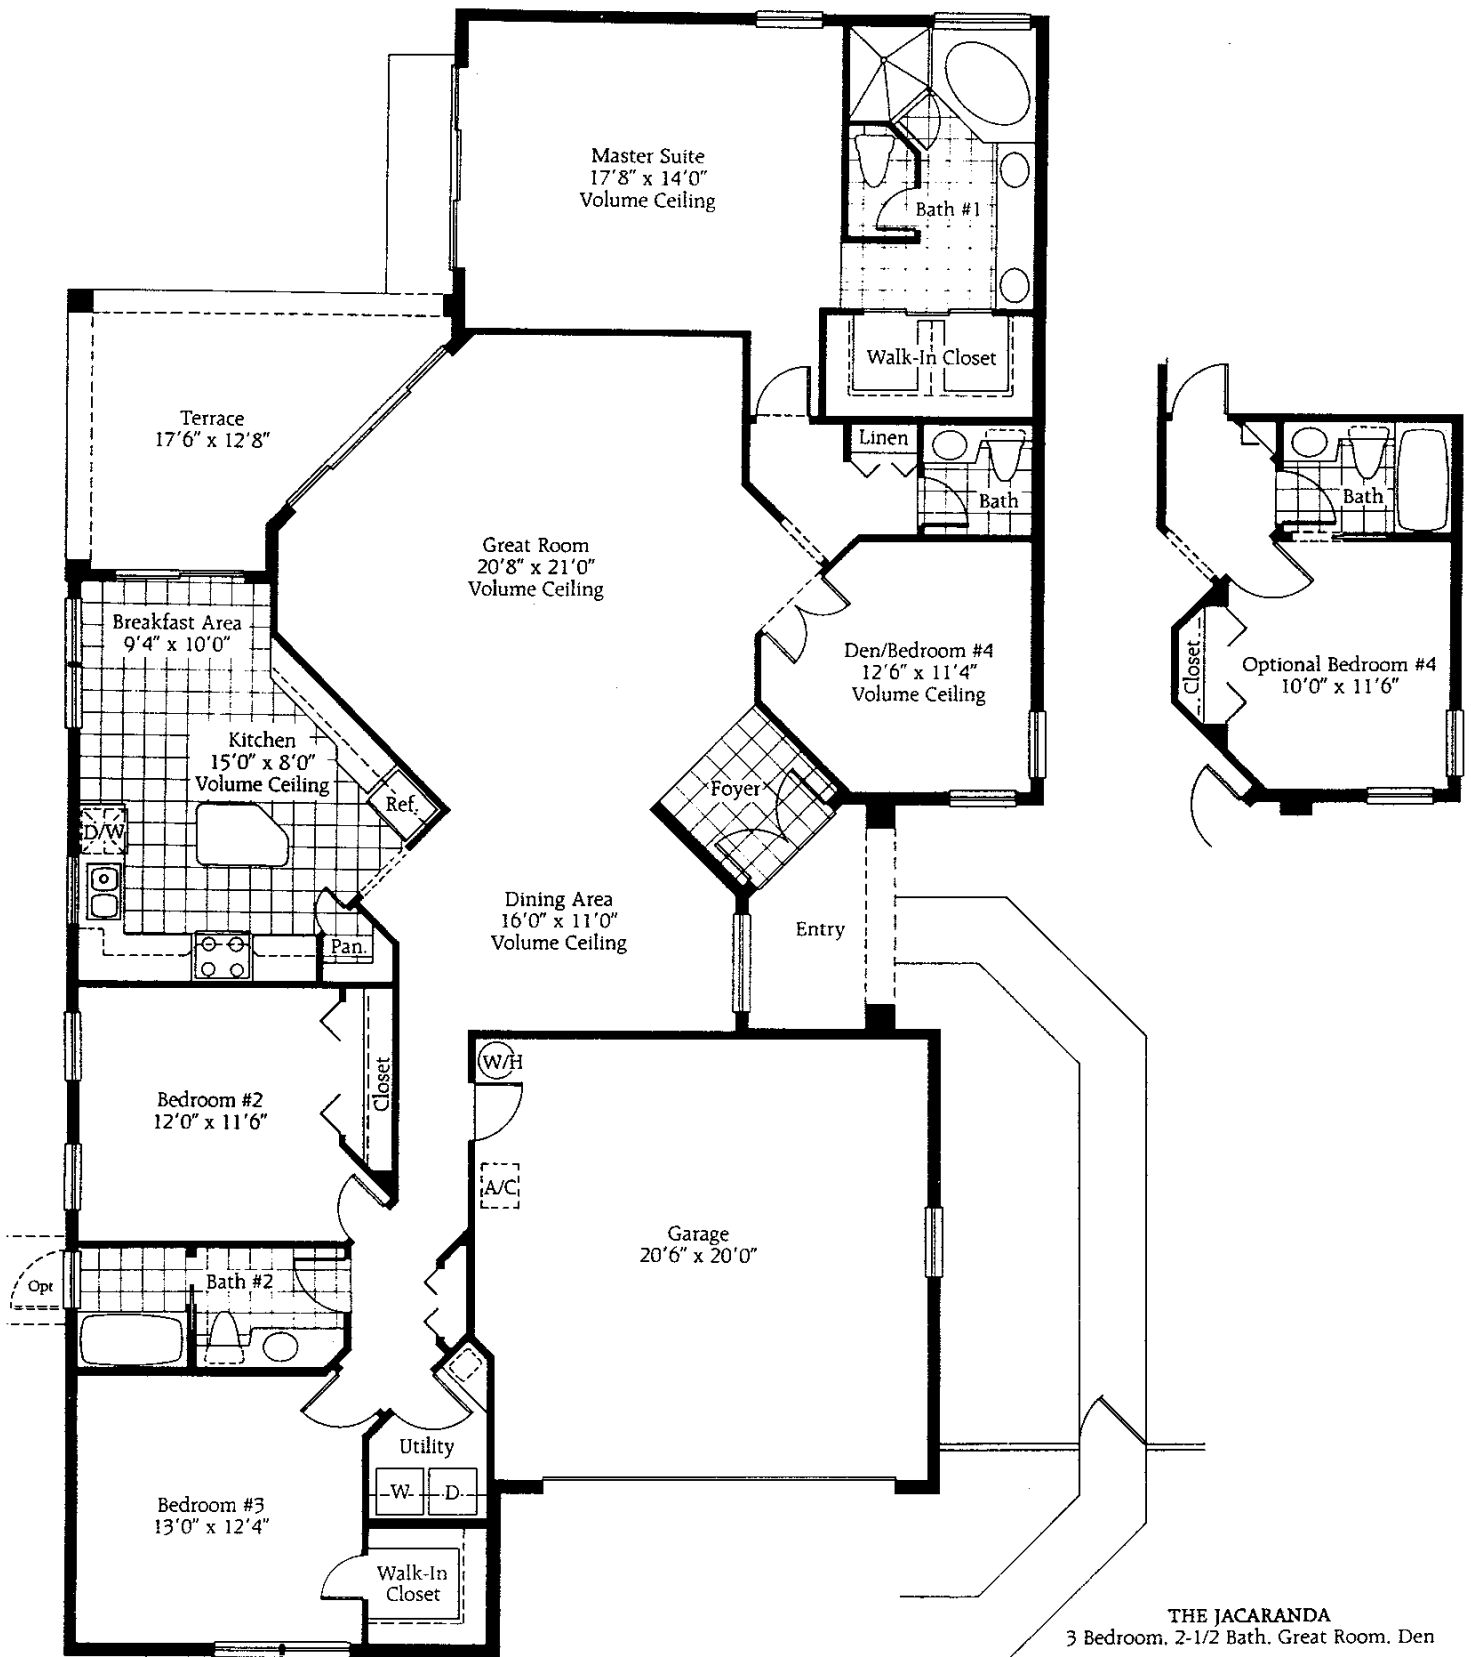 Master Suite
17'8" x 14'0"
Volume Ceiling
Bath #1
Walk-In Closet
Terrace
17'6" x 12'8"
Linen
Bath
Great Room
20'8" x 21'0"
Volume Ceiling
Breakfast Area
9'4" x 10'0"
Den/Bedroom #4
12'6" x 11'4"
Volume Ceiling
Kitchen
15'0" x 8'0"
Volume Ceiling
Ref.
D/W
Foyer
Dining Area
16'0" x 11'0"
Volume Ceiling
Entry
Pan.
Bedroom #2
12'0" x 11'6"
Closet
W/H
A/C
Garage
20'6" x 20'0"
Opt
Bath #2
Utility
W
D
Bedroom #3
13'0" x 12'4"
Walk-In
Closet
Bath
Closet
Optional Bedroom #4
10'0" x 11'6"
THE JACARANDA
3 Bedroom, 2-1/2 Bath, Great Room, Den